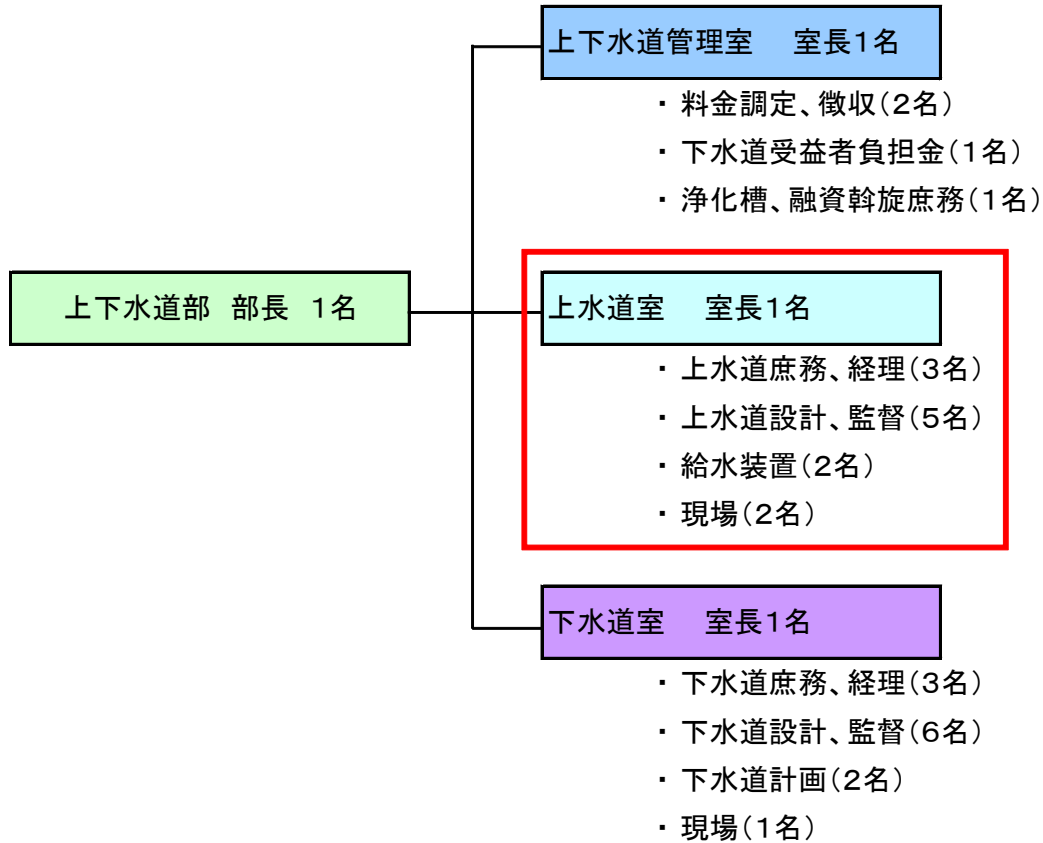 上下水道管理室　室長1名
・料金調定、徴収(2名)
・下水道受益者負担金(1名)
・浄化槽、融資斡旋庶務(1名)
上下水道部 部長 1名
上水道室　室長1名
・上水道庶務、経理(3名)
・上水道設計、監督(5名)
・給水装置(2名)
・現場(2名)
下水道室　室長1名
・下水道庶務、経理(3名)
・下水道設計、監督(6名)
・下水道計画(2名)
・現場(1名)